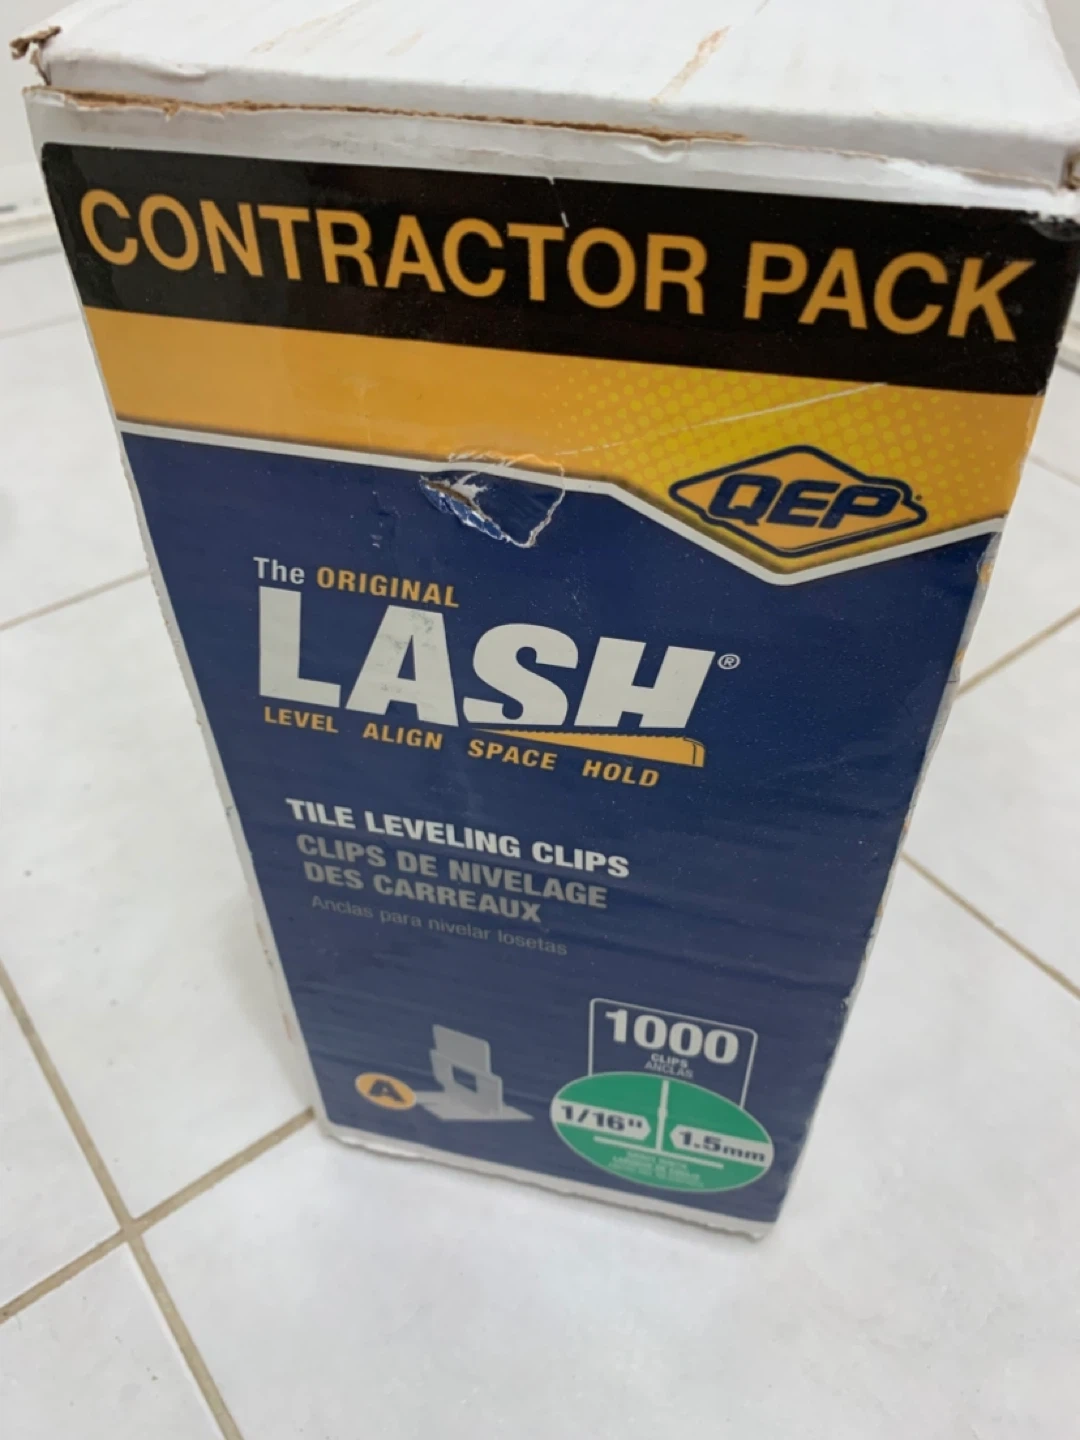 CONTRACTOR PACK
QEP
The ORIGINAL
LASH®
LEVEL ALIGN SPACE HOLD
TILE LEVELING CLIPS
CLIPS DE NIVELAGE
DES CARREAUX
Anclas para nivelar losetas
1000
CLIPS
ANCLAS
A
1/16"
1.5mm